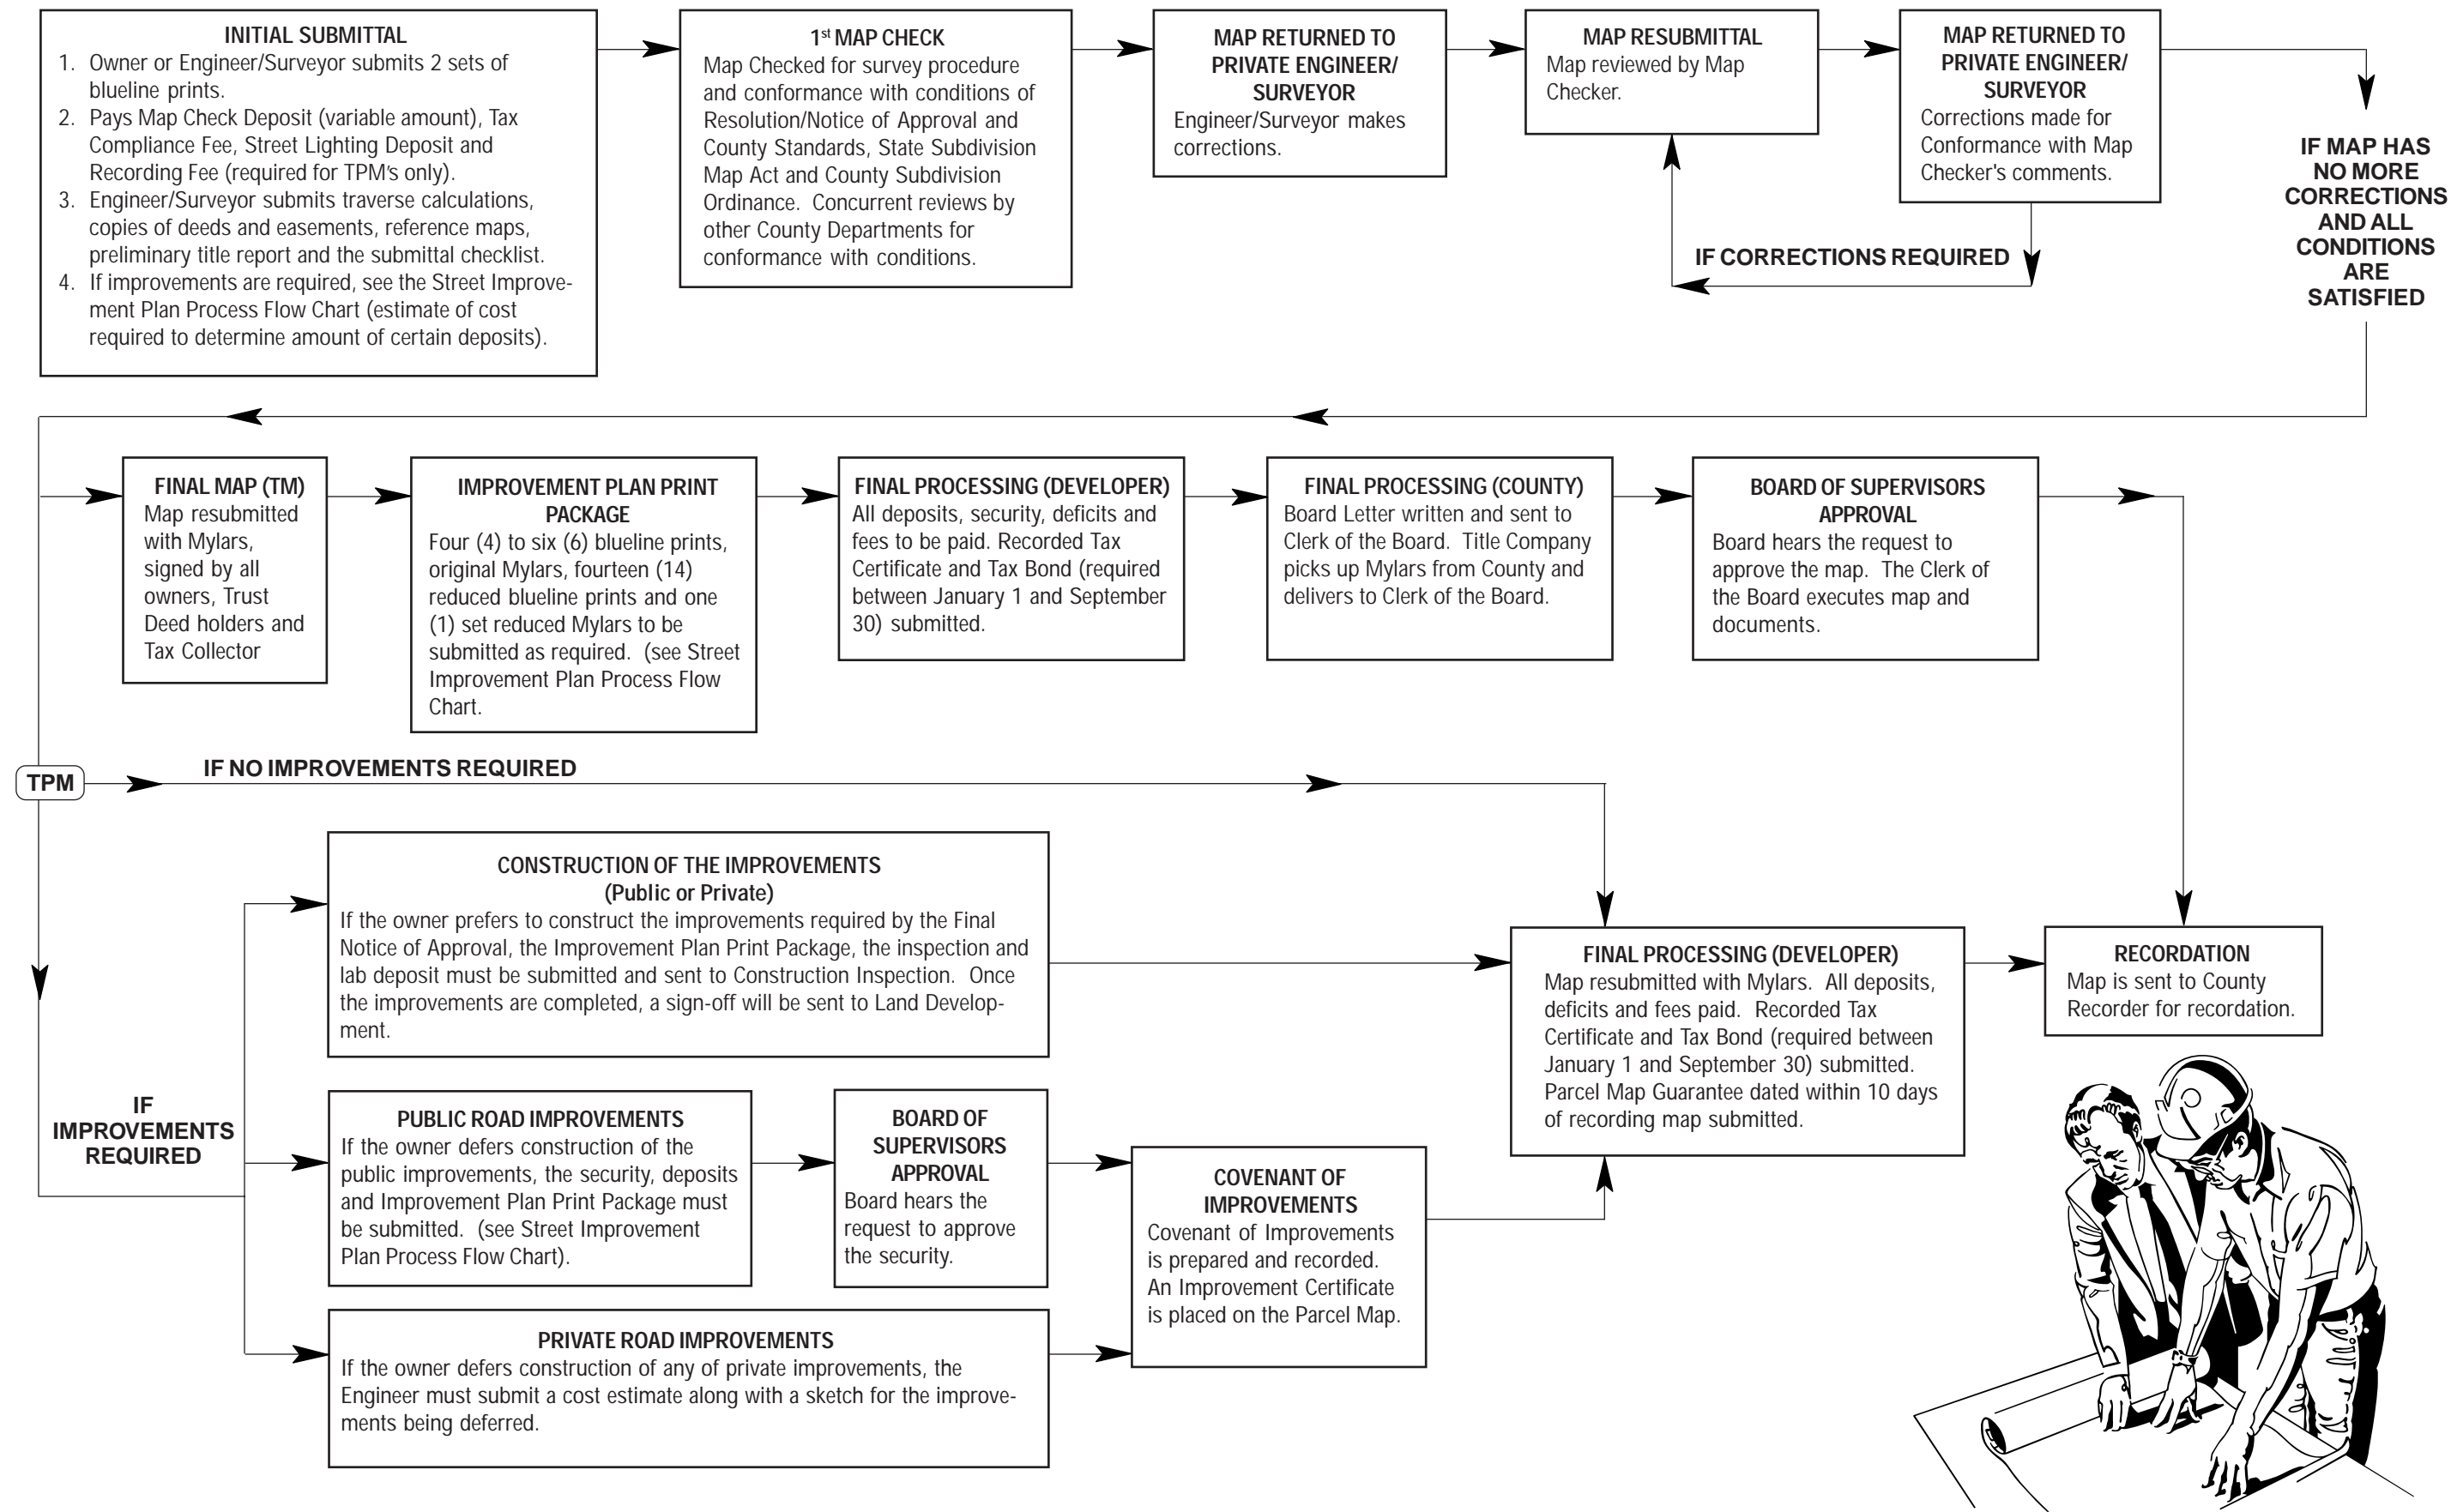 INITIAL SUBMITTAL
1. Owner or Engineer/Surveyor submits 2 sets of
blueline prints.
2. Pays Map Check Deposit (variable amount), Tax
Compliance Fee, Street Lighting Deposit and
Recording Fee (required for TPM's only).
3. Engineer/Surveyor submits traverse calculations,
copies of deeds and easements, reference maps,
preliminary title report and the submittal checklist.
4. If improvements are required, see the Street Improve-
ment Plan Process Flow Chart (estimate of cost
required to determine amount of certain deposits).
1st MAP CHECK
Map Checked for survey procedure
and conformance with conditions of
Resolution/Notice of Approval and
County Standards, State Subdivision
Map Act and County Subdivision
Ordinance. Concurrent reviews by
other County Departments for
conformance with conditions.
MAP RETURNED TO
PRIVATE ENGINEER/
SURVEYOR
Engineer/Surveyor makes
corrections.
MAP RESUBMITTAL
Map reviewed by Map
Checker.
MAP RETURNED TO
PRIVATE ENGINEER/
SURVEYOR
Corrections made for
Conformance with Map
Checker's comments.
IF CORRECTIONS REQUIRED
IF MAP HAS
NO MORE
CORRECTIONS
AND ALL
CONDITIONS
ARE
SATISFIED
FINAL MAP (TM)
Map resubmitted
with Mylars,
signed by all
owners, Trust
Deed holders and
Tax Collector
IMPROVEMENT PLAN PRINT
PACKAGE
Four (4) to six (6) blueline prints,
original Mylars, fourteen (14)
reduced blueline prints and one
(1) set reduced Mylars to be
submitted as required. (see Street
Improvement Plan Process Flow
Chart.
FINAL PROCESSING (DEVELOPER)
All deposits, security, deficits and
fees to be paid. Recorded Tax
Certificate and Tax Bond (required
between January 1 and September
30) submitted.
FINAL PROCESSING (COUNTY)
Board Letter written and sent to
Clerk of the Board. Title Company
picks up Mylars from County and
delivers to Clerk of the Board.
BOARD OF SUPERVISORS
APPROVAL
Board hears the request to
approve the map. The Clerk of
the Board executes map and
documents.
TPM
IF NO IMPROVEMENTS REQUIRED
CONSTRUCTION OF THE IMPROVEMENTS
(Public or Private)
If the owner prefers to construct the improvements required by the Final
Notice of Approval, the Improvement Plan Print Package, the inspection and
lab deposit must be submitted and sent to Construction Inspection. Once
the improvements are completed, a sign-off will be sent to Land Develop-
ment.
IF
IMPROVEMENTS
REQUIRED
PUBLIC ROAD IMPROVEMENTS
If the owner defers construction of the
public improvements, the security, deposits
and Improvement Plan Print Package must
be submitted. (see Street Improvement
Plan Process Flow Chart).
BOARD OF
SUPERVISORS
APPROVAL
Board hears the
request to approve
the security.
PRIVATE ROAD IMPROVEMENTS
If the owner defers construction of any of private improvements, the
Engineer must submit a cost estimate along with a sketch for the improve-
ments being deferred.
COVENANT OF
IMPROVEMENTS
Covenant of Improvements
is prepared and recorded.
An Improvement Certificate
is placed on the Parcel Map.
FINAL PROCESSING (DEVELOPER)
Map resubmitted with Mylars. All deposits,
deficits and fees paid. Recorded Tax
Certificate and Tax Bond (required between
January 1 and September 30) submitted.
Parcel Map Guarantee dated within 10 days
of recording map submitted.
RECORDATION
Map is sent to County
Recorder for recordation.